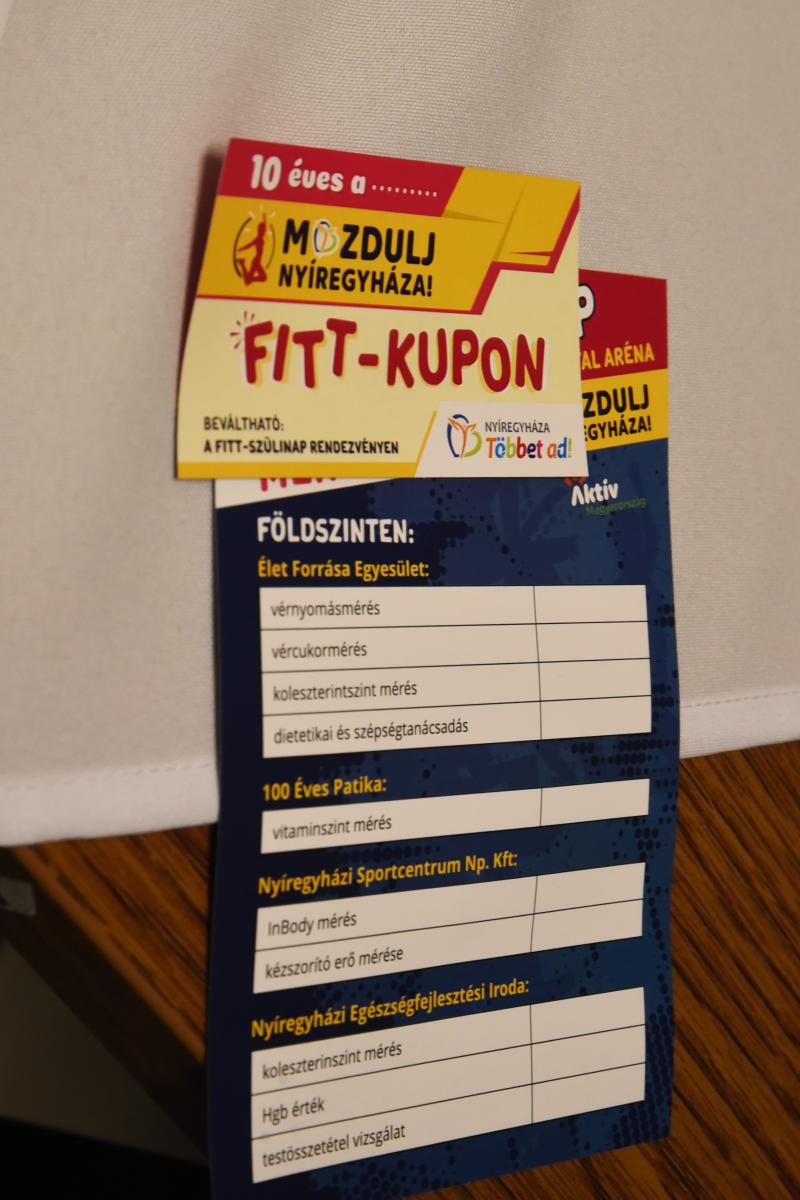 10 éves a .........
MOZDULJ
NYÍREGYHÁZA!
FITT-KUPON
BEVÁLTHATÓ:
A FITT-SZÜLINAP RENDEZVÉNYEN
NYÍREGYHÁZA
Többet ad!
P
AL ARÉNA
ZDULJ
EGYHÁZA!
Aktív
Magyarország
FÖLDSZINTEN:
Élet Forrása Egyesület:
vérnyomásmérés
vércukormérés
koleszterintszint mérés
dietetikai és szépségtanácsadás
100 Éves Patika:
vitaminszint mérés
Nyíregyházi Sportcentrum Np. Kft:
InBody mérés
kézszorító erő mérése
Nyíregyházi Egészségfejlesztési Iroda:
koleszterinszint mérés
Hgb érték
testösszetétel vizsgálat